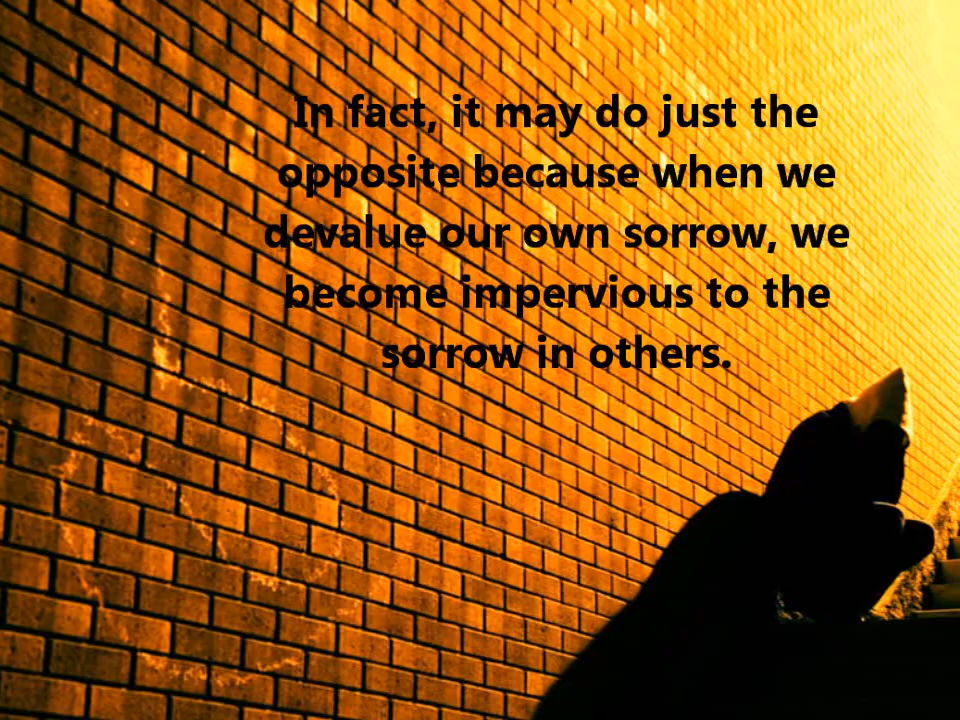 In fact, it may do just the
opposite because when we
devalue our own sorrow, we
become impervious to the
sorrow in others.